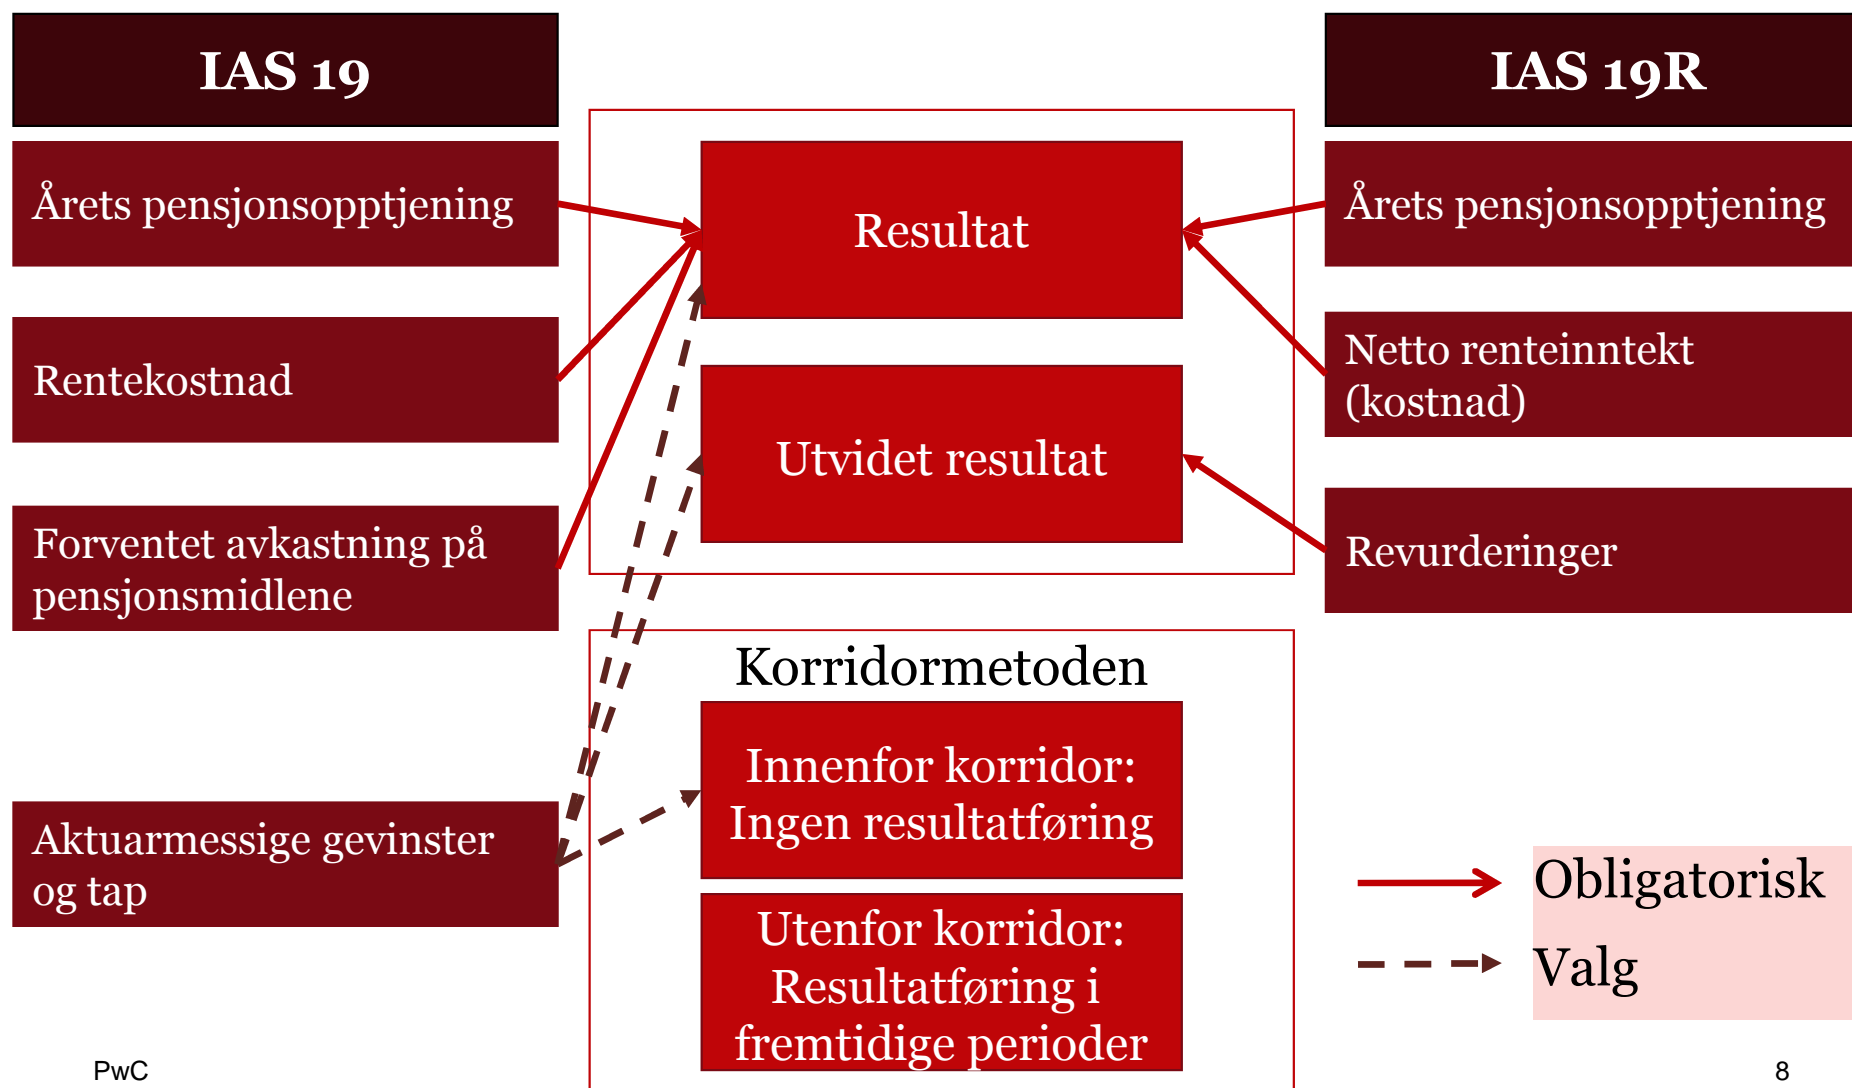 IAS 19
Årets pensjonsopptjening
Rentekostnad
Forventet avkastning på
pensjonsmidlene
Aktuarmessige gevinster
og tap
Resultat
Utvidet resultat
Korridormetoden
Innenfor korridor:
Ingen resultatføring
Utenfor korridor:
Resultatføring i
fremtidige perioder
IAS 19R
Årets pensjonsopptjening
Netto renteinntekt
(kostnad)
Revurderinger
Obligatorisk
Valg
PwC
8